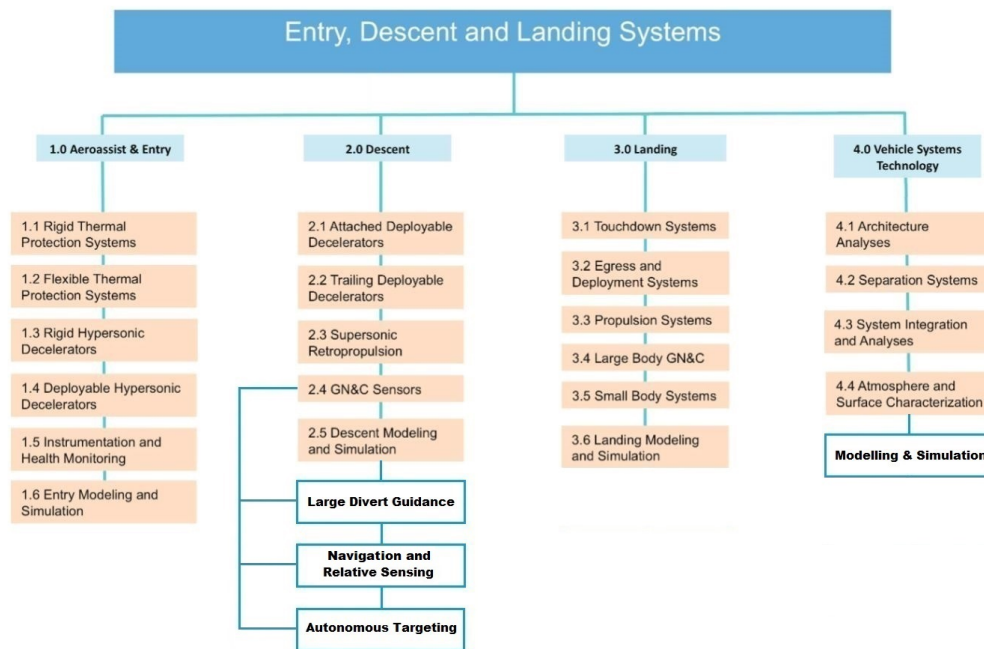 Entry, Descent and Landing Systems
1.0 Aeroassist & Entry
1.1 Rigid Thermal
Protection Systems
1.2 Flexible Thermal
Protection Systems
1.3 Rigid Hypersonic
Decelerators
1.4 Deployable Hypersonic
Decelerators
1.5 Instrumentation and
Health Monitoring
1.6 Entry Modeling and
Simulation
2.0 Descent
2.1 Attached Deployable
Decelerators
2.2 Trailing Deployable
Decelerators
2.3 Supersonic
Retropropulsion
2.4 GN&C Sensors
2.5 Descent Modeling
and Simulation
Large Divert Guidance
Navigation and
Relative Sensing
Autonomous Targeting
3.0 Landing
3.1 Touchdown Systems
3.2 Egress and
Deployment Systems
3.3 Propulsion Systems
3.4 Large Body GN&C
3.5 Small Body Systems
3.6 Landing Modeling
and Simulation
4.0 Vehicle Systems
Technology
4.1 Architecture
Analyses
4.2 Separation Systems
4.3 System Integration
and Analyses
4.4 Atmosphere and
Surface Characterization
Modelling & Simulation